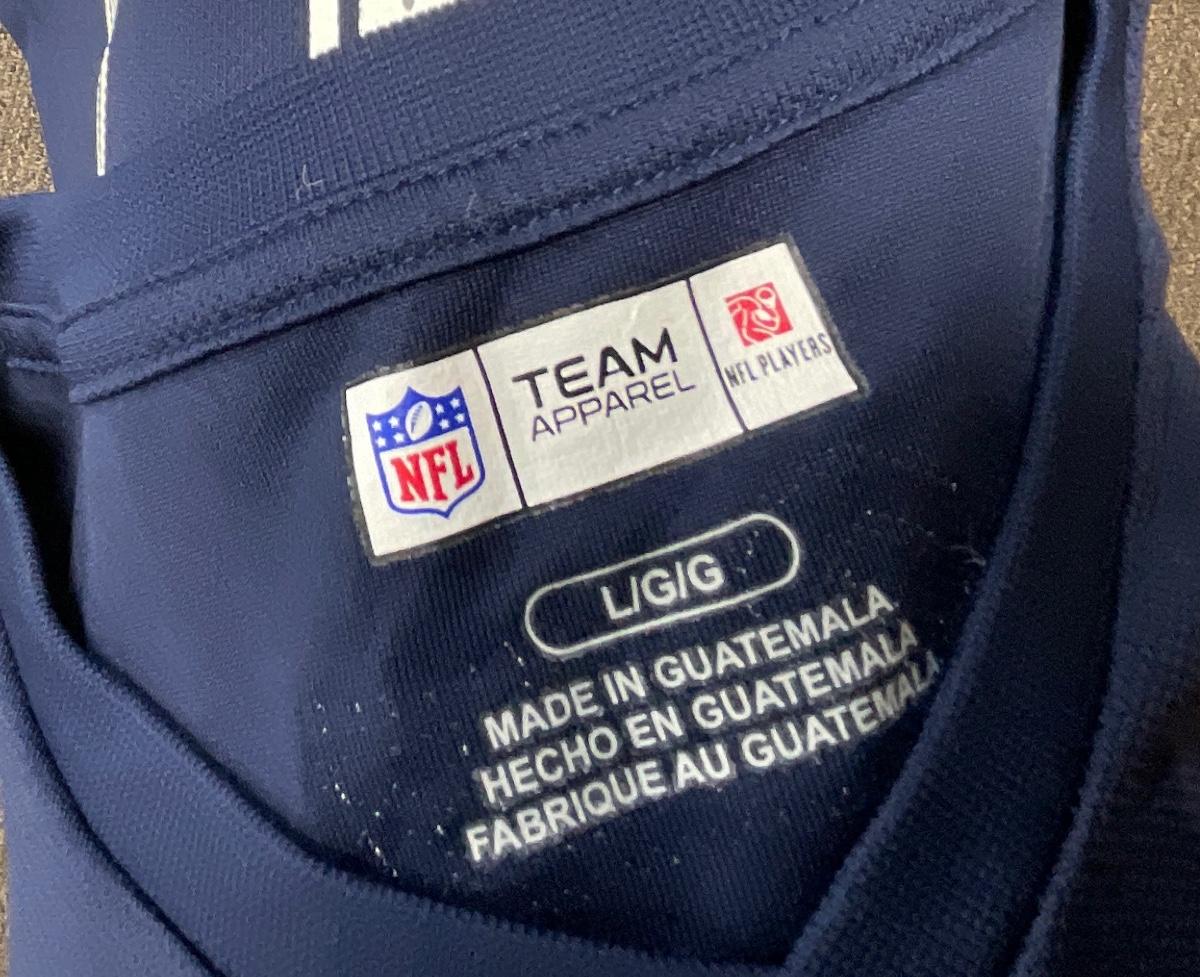 NFL
TEAM
APPAREL
NFL PLAYERS
L/G/G
MADE IN GUATEMALA
HECHO EN GUATEMALA
FABRIQUE AU GUATEMALA